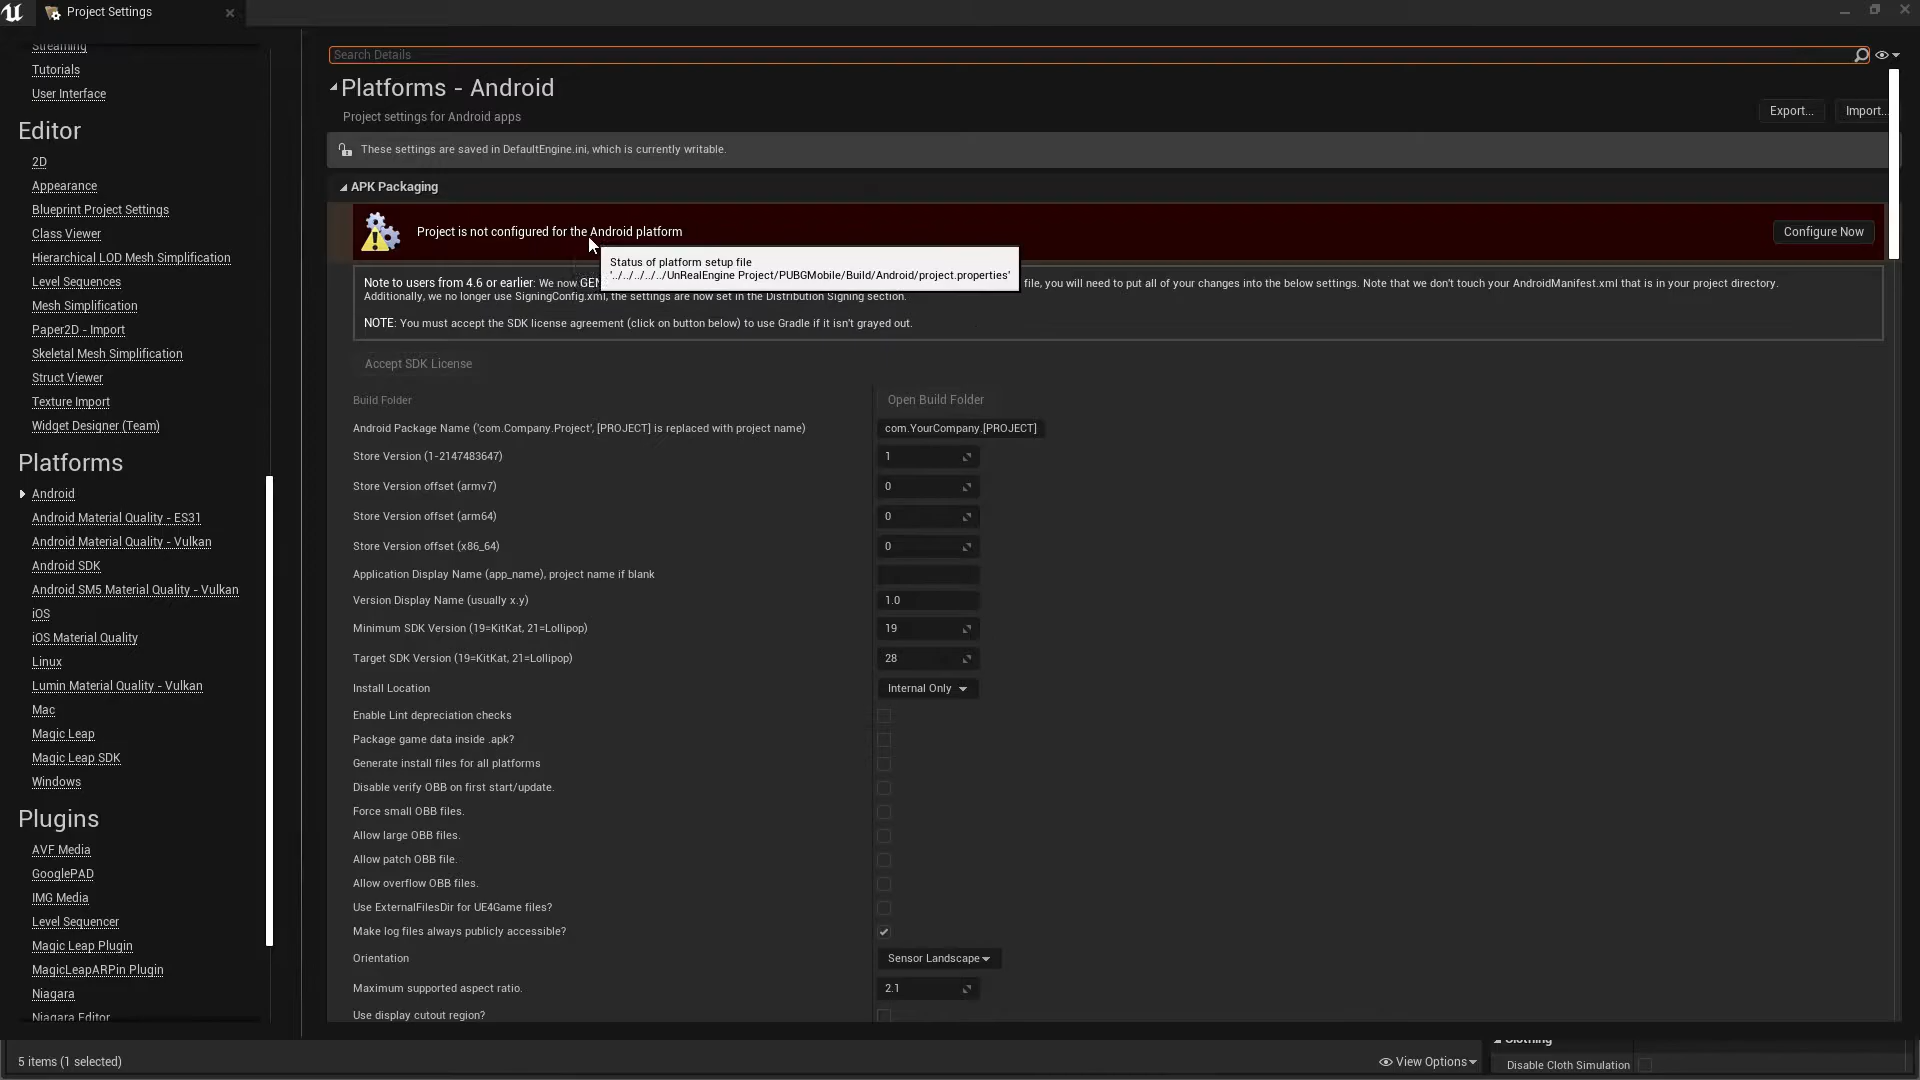 Project Settings
Streaming
Tutorials
User Interface
Editor
2D
Appearance
Blueprint Project Settings
Class Viewer
Hierarchical LOD Mesh Simplification
Level Sequences
Mesh Simplification
Paper2D - Import
Skeletal Mesh Simplification
Struct Viewer
Texture Import
Widget Designer (Team)
Platforms
Android
Android Material Quality - ES31
Android Material Quality - Vulkan
Android SDK
Android SM5 Material Quality - Vulkan
iOS
iOS Material Quality
Linux
Lumin Material Quality - Vulkan
Mac
Magic Leap
Magic Leap SDK
Windows
Plugins
AVF Media
GooglePAD
IMG Media
Level Sequencer
Magic Leap Plugin
MagicLeapARPin Plugin
Niagara
Niagara Editor
Search Details
Platforms - Android
Project settings for Android apps
Export...
Import...
These settings are saved in DefaultEngine.ini, which is currently writable.
APK Packaging
Project is not configured for the Android platform
Configure Now
Status of platform setup file
'../../../../../UnRealEngine Project/PUBGMobile/Build/Android/project.properties'
Note to users from 4.6 or earlier: We now GEN file, you will need to put all of your changes into the below settings. Note that we don't touch your AndroidManifest.xml that is in your project directory.
Additionally, we no longer use SigningConfig.xml, the settings are now set in the Distribution Signing section.
NOTE: You must accept the SDK license agreement (click on button below) to use Gradle if it isn't grayed out.
Accept SDK License
Build Folder
Open Build Folder
Android Package Name ('com.Company.Project', [PROJECT] is replaced with project name)
com.YourCompany.[PROJECT]
Store Version (1-2147483647)
1
Store Version offset (armv7)
0
Store Version offset (arm64)
0
Store Version offset (x86_64)
0
Application Display Name (app_name), project name if blank
Version Display Name (usually x.y)
1.0
Minimum SDK Version (19=KitKat, 21=Lollipop)
19
Target SDK Version (19=KitKat, 21=Lollipop)
28
Install Location
Internal Only
Enable Lint depreciation checks
Package game data inside .apk?
Generate install files for all platforms
Disable verify OBB on first start/update.
Force small OBB files.
Allow large OBB files.
Allow patch OBB file.
Allow overflow OBB files.
Use ExternalFilesDir for UE4Game files?
Make log files always publicly accessible?
Orientation
Sensor Landscape
Maximum supported aspect ratio.
2.1
Use display cutout region?
5 items (1 selected)
View Options
Clothing
Disable Cloth Simulation